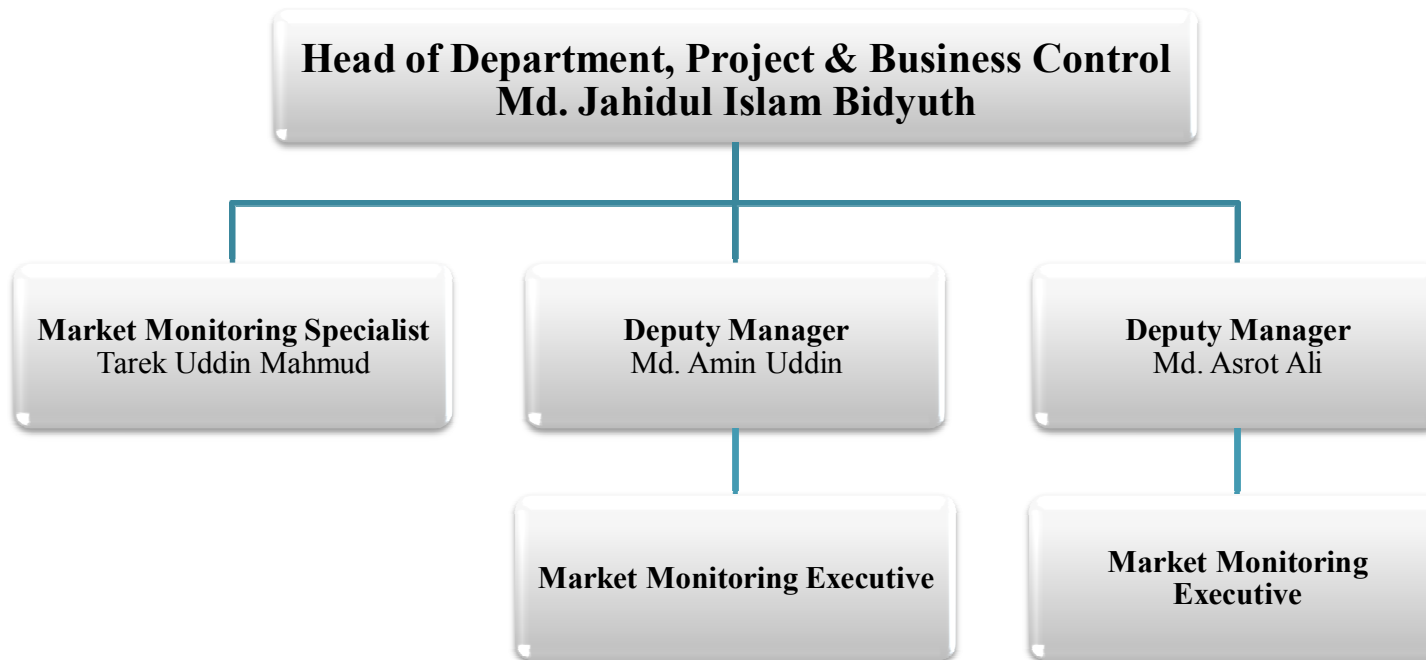 Head of Department, Project & Business Control
Md. Jahidul Islam Bidyuth
Market Monitoring Specialist
Tarek Uddin Mahmud
Deputy Manager
Md. Amin Uddin
Deputy Manager
Md. Asrot Ali
Market Monitoring Executive
Market Monitoring
Executive